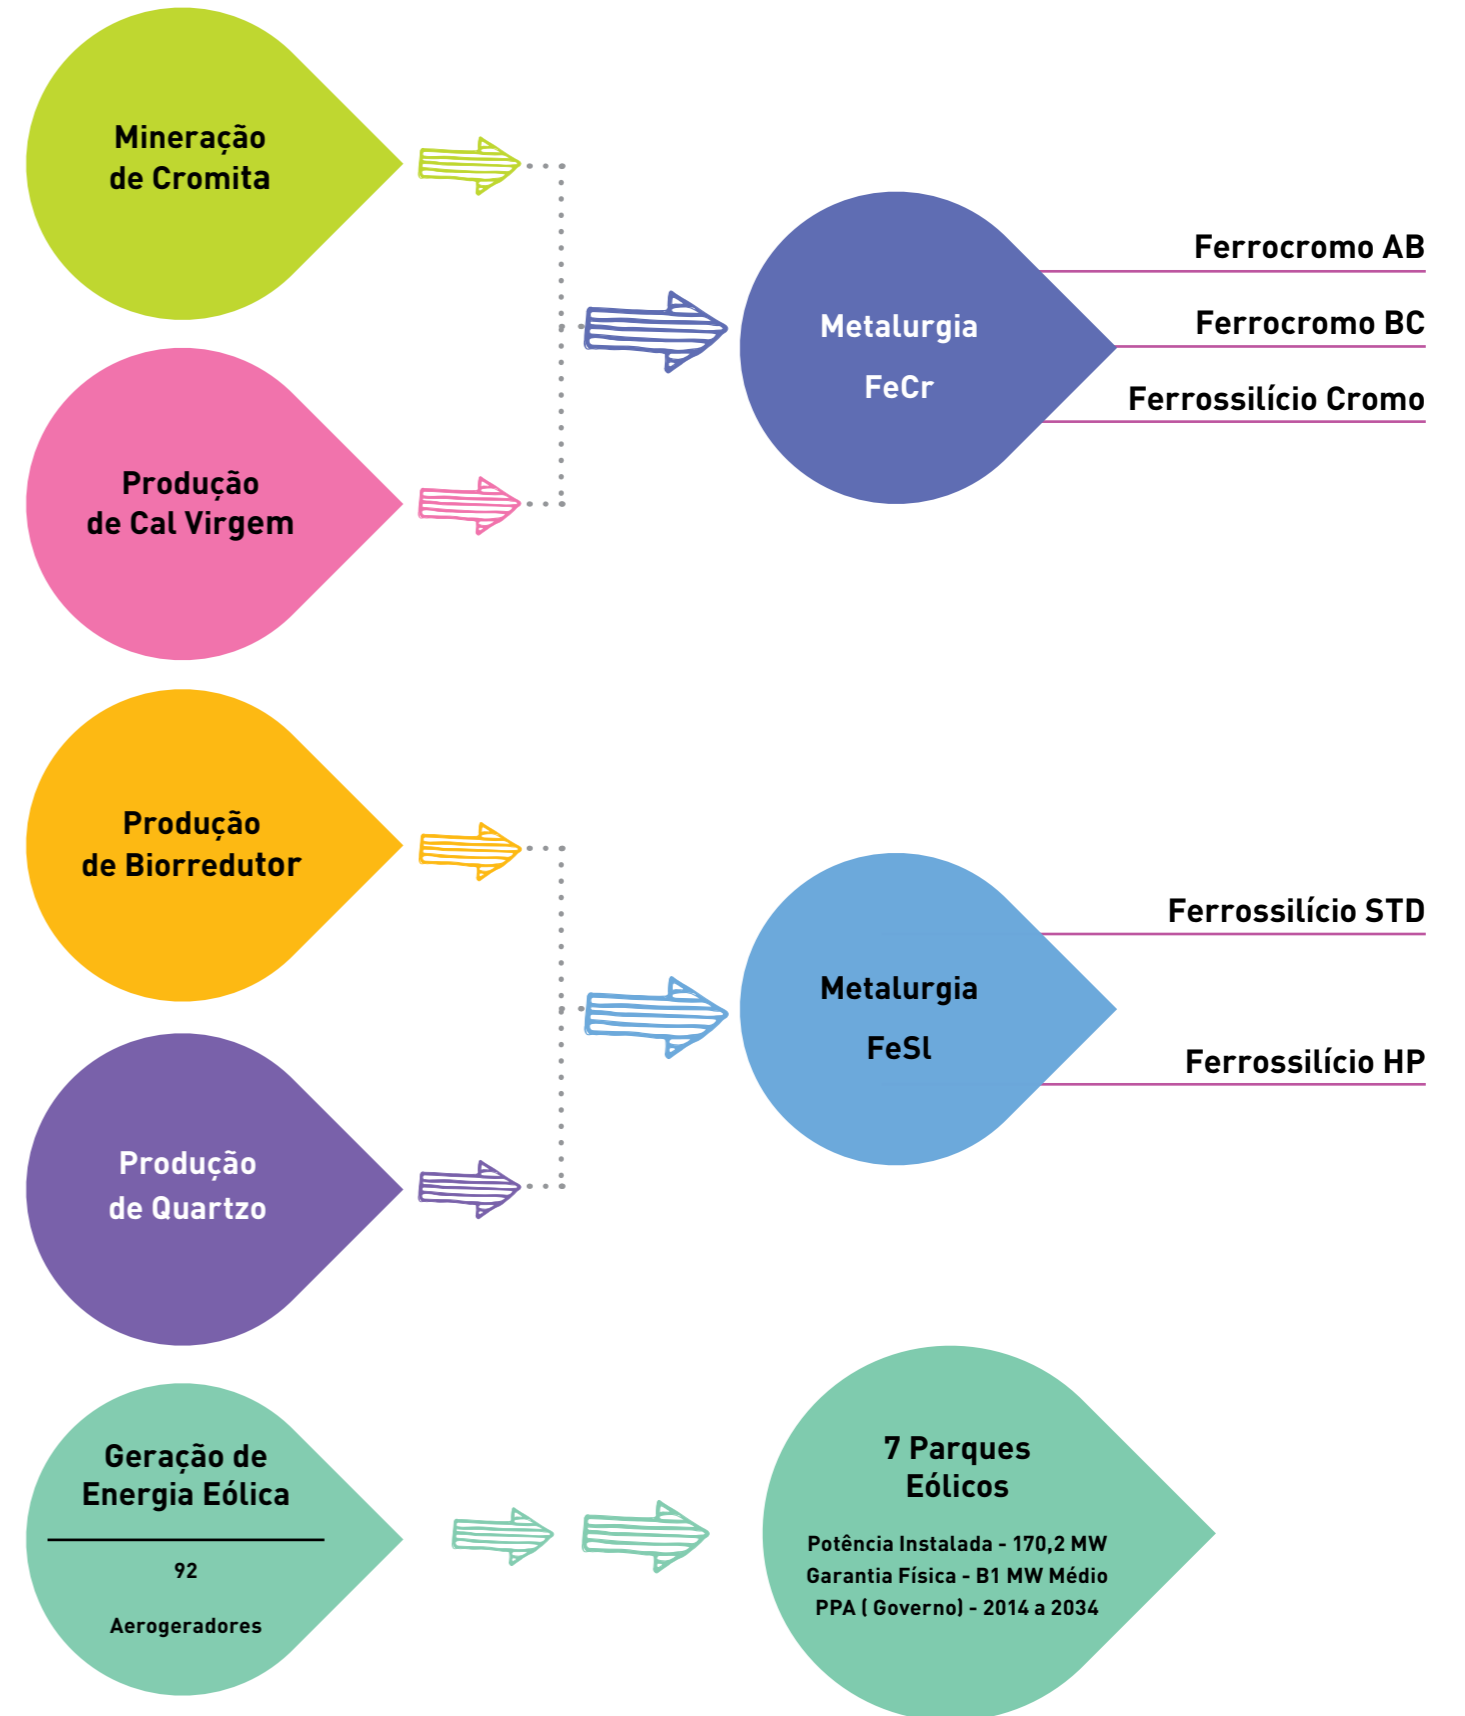 Mineração
de Cromita
Ferrocromo AB
Metalurgia
FeCr
Ferrocromo BC
Ferrossilício Cromo
Produção
de Cal Virgem
Produção
de Biorredutor
Ferrossilício STD
Metalurgia
FeSl
Ferrossilício HP
Produção
de Quartzo
Geração de
Energia Eólica
92
Aerogeradores
7 Parques
Eólicos
Potência Instalada - 170,2 MW
Garantia Física - B1 MW Médio
PPA ( Governo) - 2014 a 2034